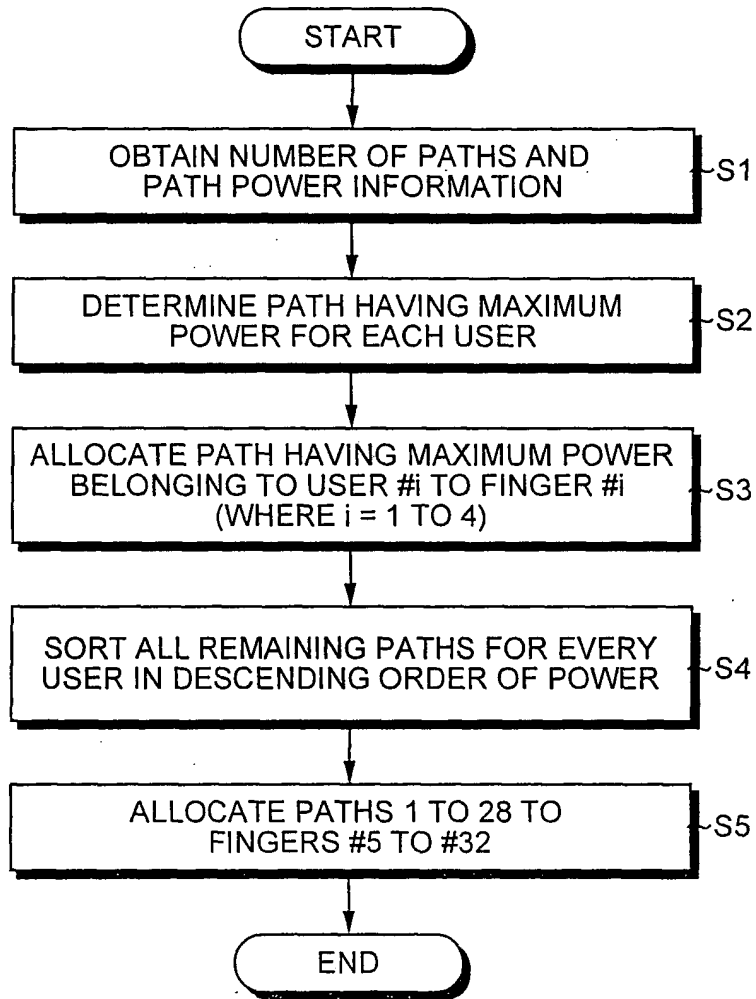 START
OBTAIN NUMBER OF PATHS AND
PATH POWER INFORMATION
S1
DETERMINE PATH HAVING MAXIMUM
POWER FOR EACH USER
S2
ALLOCATE PATH HAVING MAXIMUM POWER
BELONGING TO USER #i TO FINGER #i
(WHERE i = 1 TO 4)
S3
SORT ALL REMAINING PATHS FOR EVERY
USER IN DESCENDING ORDER OF POWER
S4
ALLOCATE PATHS 1 TO 28 TO
FINGERS #5 TO #32
S5
END